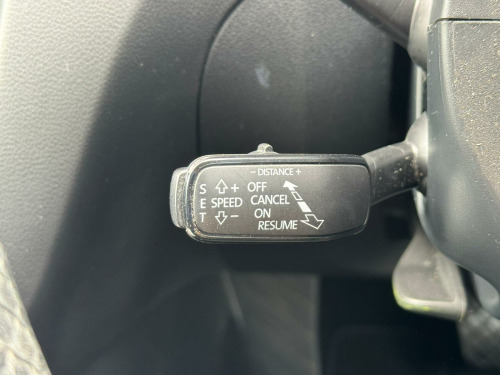 - DISTANCE +
S + OFF
E SPEED CANCEL
T - ON
RESUME